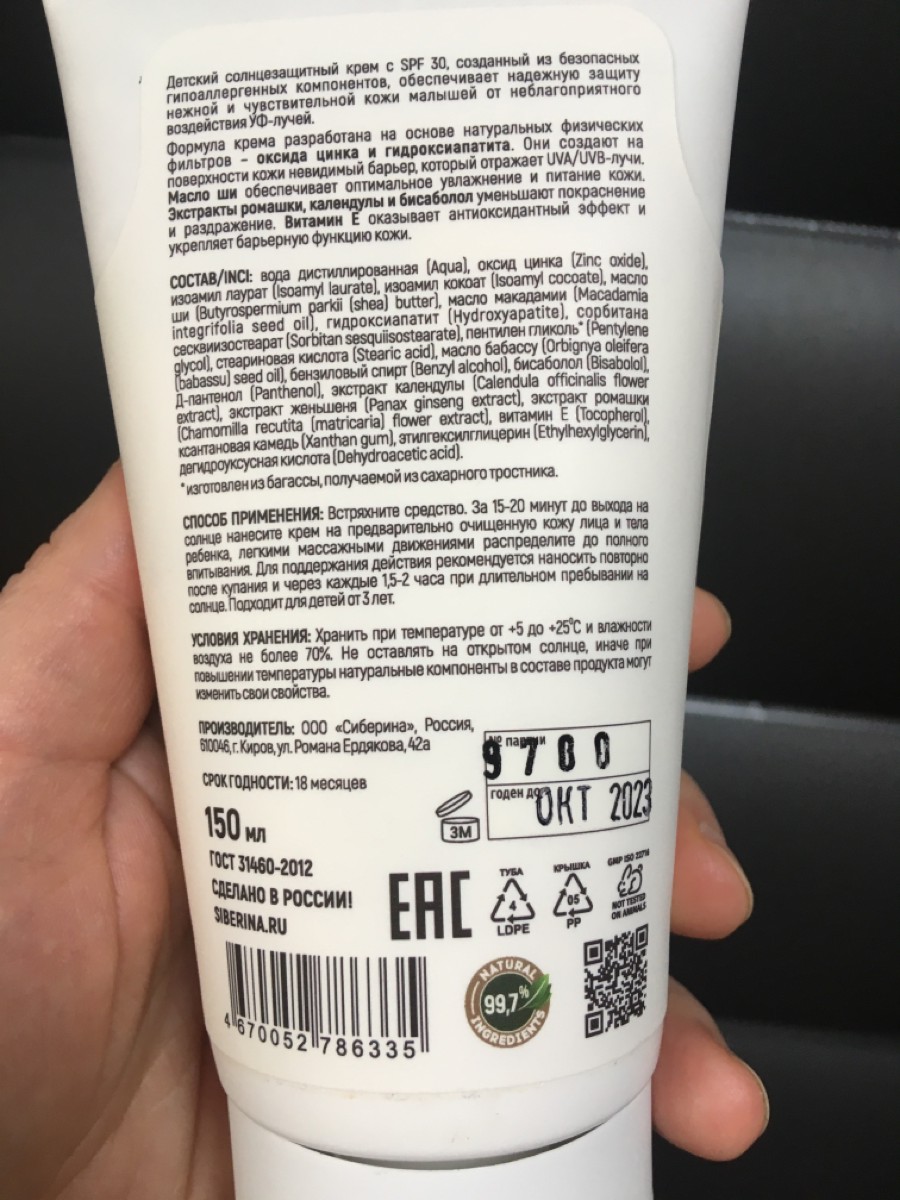 Детский солнцезащитный крем с SPF 30, созданный из безопасных
гипоаллергенных компонентов, обеспечивает надежную защиту
нежной и чувствительной кожи малышей от неблагоприятного
воздействия УФ-лучей.
Формула крема разработана на основе натуральных физических
фильтров – оксида цинка и гидроксиапатита. Они создают на
поверхности кожи невидимый барьер, который отражает UVA/UVB-лучи.
Масло ши обеспечивает оптимальное увлажнение и питание кожи.
Экстракты ромашки, календулы и бисаболол уменьшают покраснение
и раздражение. Витамин Е оказывает антиоксидантный эффект и
укрепляет барьерную функцию кожи.
СОСТАВ/INCI: вода дистиллированная (Aqua), оксид цинка (Zinc oxide),
изоамил лаурат (Isoamyl laurate), изоамил кокоат (Isoamyl cocoate), масло
ши (Butyrospermium parkii (shea) butter), масло макадамии (Macadamia
integrifolia seed oil), гидроксиапатит (Hydroxyapatite), сорбитана
сесквиизостеарат (Sorbitan sesquiisostearate), пентилен гликоль* (Pentylene
glycol), стеариновая кислота (Stearic acid), масло бабассу (Orbignya oleifera
(babassu) seed oil), бензиловый спирт (Benzyl alcohol), бисаболол (Bisabolol),
Д-пантенол (Panthenol), экстракт календулы (Calendula officinalis flower
extract), экстракт женьшеня (Panax ginseng extract), экстракт ромашки
(Chamomilla recutita (matricaria) flower extract), витамин Е (Tocopherol),
ксантановая камедь (Xanthan gum), этилгексилглицерин (Ethylhexylglycerin),
дегидроуксусная кислота (Dehydroacetic acid).
*изготовлен из багассы, получаемой из сахарного тростника.
СПОСОБ ПРИМЕНЕНИЯ: Встряхните средство. За 15-20 минут до выхода на
солнце нанесите крем на предварительно очищенную кожу лица и тела
ребенка, легкими массажными движениями распределите до полного
впитывания. Для поддержания действия рекомендуется наносить повторно
после купания и через каждые 1,5-2 часа при длительном пребывании на
солнце. Подходит для детей от 3 лет.
УСЛОВИЯ ХРАНЕНИЯ: Хранить при температуре от +5 до +25°С и влажности
воздуха не более 70%. Не оставлять на открытом солнце, иначе при
повышении температуры натуральные компоненты в составе продукта могут
изменить свои свойства.
ПРОИЗВОДИТЕЛЬ: ООО «Сиберина», Россия,
610046, г. Киров, ул. Романа Ердякова, 42а
№ партии
9700
СРОК ГОДНОСТИ: 18 месяцев
годен до
ОКТ 2023
3М
150 мл
ГОСТ 31460-2012
СДЕЛАНО В РОССИИ!
SIBERINA.RU
EAC
ТУБА
4
LDPE
КРЫШКА
05
PP
GMP ISO 22716
NOT TESTED
ON ANIMALS
NATURAL
99,7%
INGREDIENTS
4 670052 786335